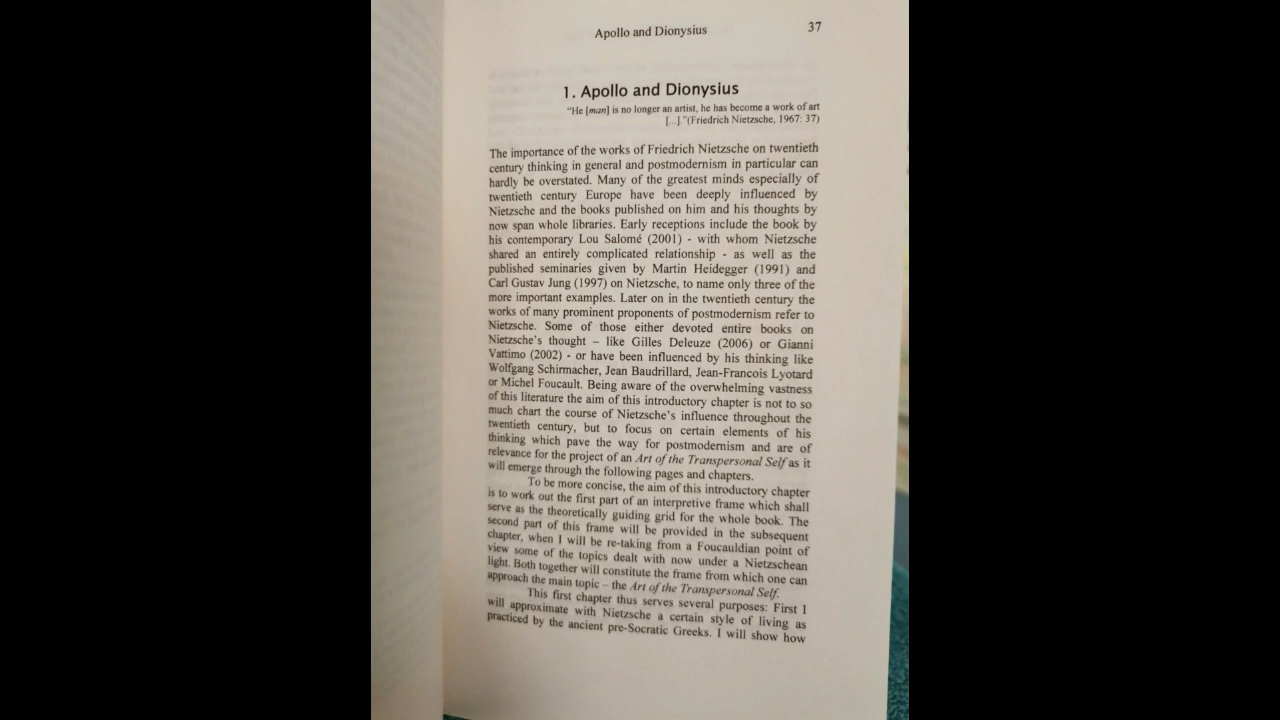 Apollo and Dionysius 37
1. Apollo and Dionysius
"He [man] is no longer an artist, he has become a work of art
[...]."(Friedrich Nietzsche, 1967: 37)
The importance of the works of Friedrich Nietzsche on twentieth
century thinking in general and postmodernism in particular can
hardly be overstated. Many of the greatest minds especially of
twentieth century Europe have been deeply influenced by
Nietzsche and the books published on him and his thoughts by
now span whole libraries. Early receptions include the book by
his contemporary Lou Salomé (2001) - with whom Nietzsche
shared an entirely complicated relationship - as well as the
published seminaries given by Martin Heidegger (1991) and
Carl Gustav Jung (1997) on Nietzsche, to name only three of the
more important examples. Later on in the twentieth century the
works of many prominent proponents of postmodernism refer to
Nietzsche. Some of those either devoted entire books on
Nietzsche's thought – like Gilles Deleuze (2006) or Gianni
Vattimo (2002) - or have been influenced by his thinking like
Wolfgang Schirmacher, Jean Baudrillard, Jean-Francois Lyotard
or Michel Foucault. Being aware of the overwhelming vastness
of this literature the aim of this introductory chapter is not to so
much chart the course of Nietzsche's influence throughout the
twentieth century, but to focus on certain elements of his
thinking which pave the way for postmodernism and are of
relevance for the project of an Art of the Transpersonal Self as it
will emerge through the following pages and chapters.
To be more concise, the aim of this introductory chapter
is to work out the first part of an interpretive frame which shall
serve as the theoretically guiding grid for the whole book. The
second part of this frame will be provided in the subsequent
chapter, when I will be re-taking from a Foucauldian point of
view some of the topics dealt with now under a Nietzschean
light. Both together will constitute the frame from which one can
approach the main topic – the Art of the Transpersonal Self.
This first chapter thus serves several purposes: First I
will approximate with Nietzsche a certain style of living as
practiced by the ancient pre-Socratic Greeks. I will show how